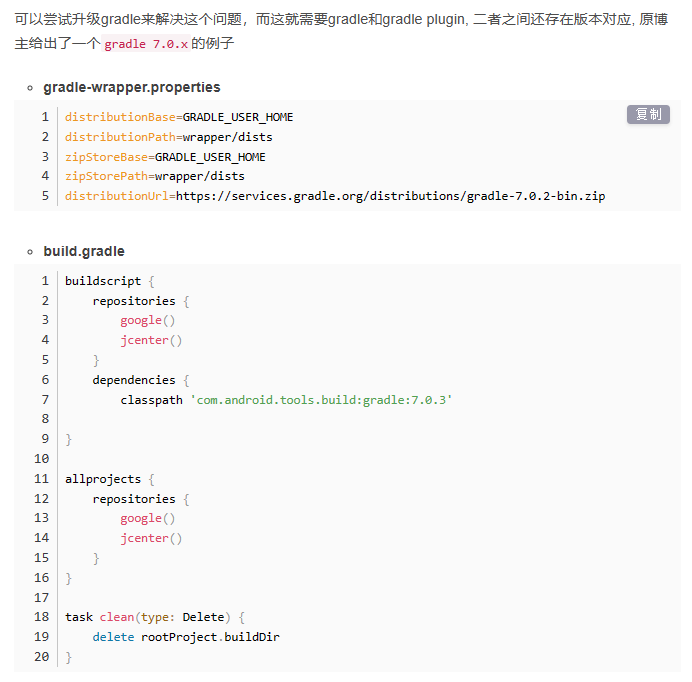 可以尝试升级gradle来解决这个问题，而这就需要gradle和gradle plugin, 二者之间还存在版本对应, 原博
主给出了一个 gradle 7.0.x 的例子
gradle-wrapper.properties
复制
1 distributionBase=GRADLE_USER_HOME
2 distributionPath=wrapper/dists
3 zipStoreBase=GRADLE_USER_HOME
4 zipStorePath=wrapper/dists
5 distributionUrl=https://services.gradle.org/distributions/gradle-7.0.2-bin.zip
build.gradle
1 buildscript {
2     repositories {
3         google()
4         jcenter()
5     }
6     dependencies {
7         classpath 'com.android.tools.build:gradle:7.0.3'
8
9 }
10
11 allprojects {
12     repositories {
13         google()
14         jcenter()
15     }
16 }
17
18 task clean(type: Delete) {
19     delete rootProject.buildDir
20 }